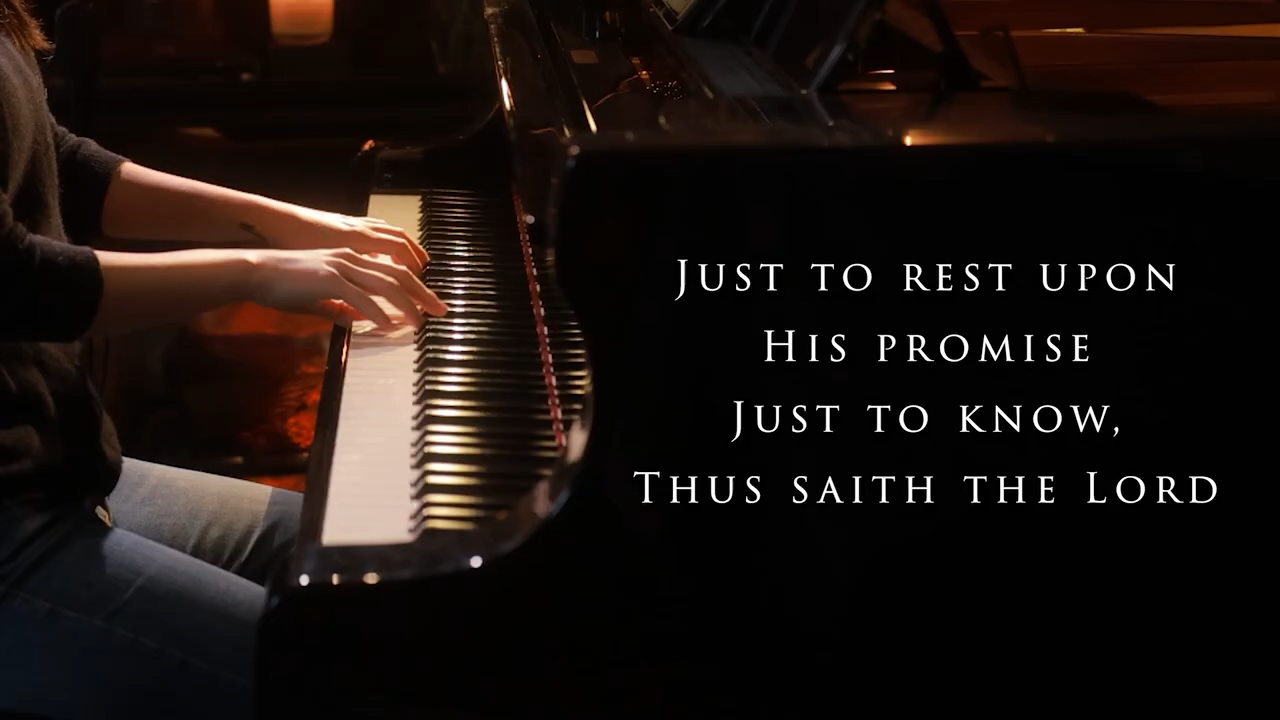 Just to rest upon
His promise
Just to know,
Thus saith the Lord